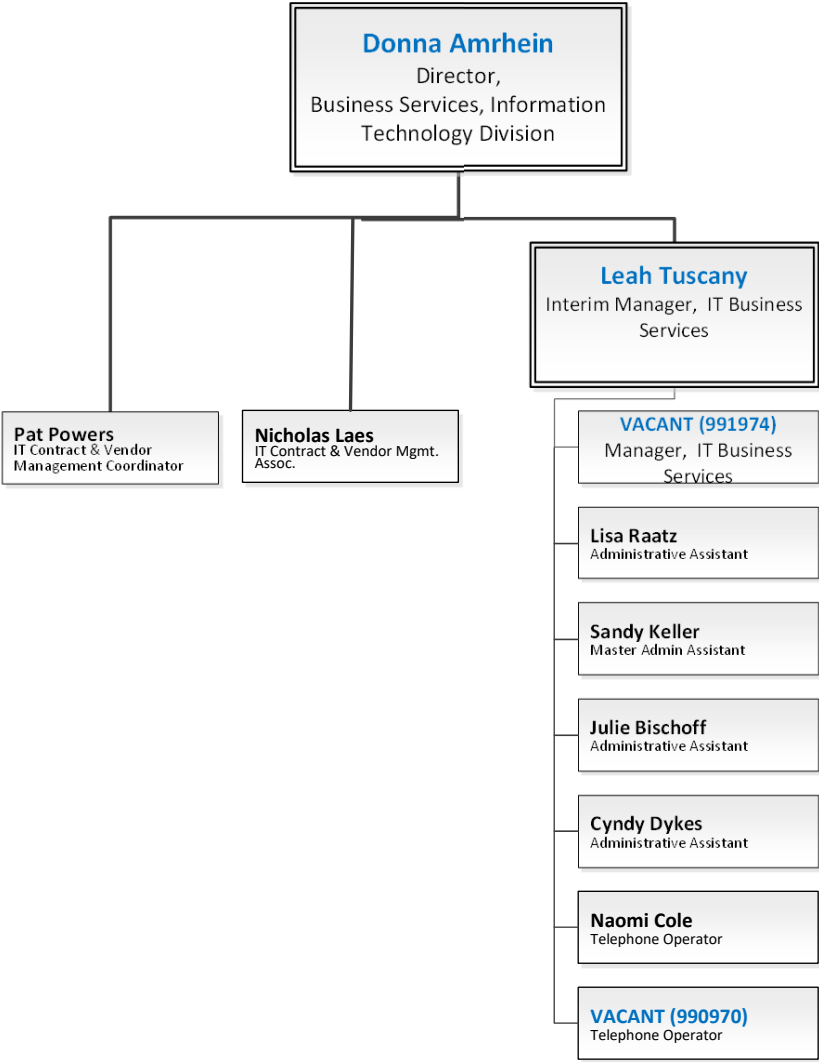 Donna Amrhein
Director,
Business Services, Information
Technology Division
Leah Tuscany
Interim Manager, IT Business
Services
Pat Powers
IT Contract & Vendor
Management Coordinator
Nicholas Laes
IT Contract & Vendor Mgmt.
Assoc.
VACANT (991974)
Manager, IT Business
Services
Lisa Raatz
Administrative Assistant
Sandy Keller
Master Admin Assistant
Julie Bischoff
Administrative Assistant
Cyndy Dykes
Administrative Assistant
Naomi Cole
Telephone Operator
VACANT (990970)
Telephone Operator